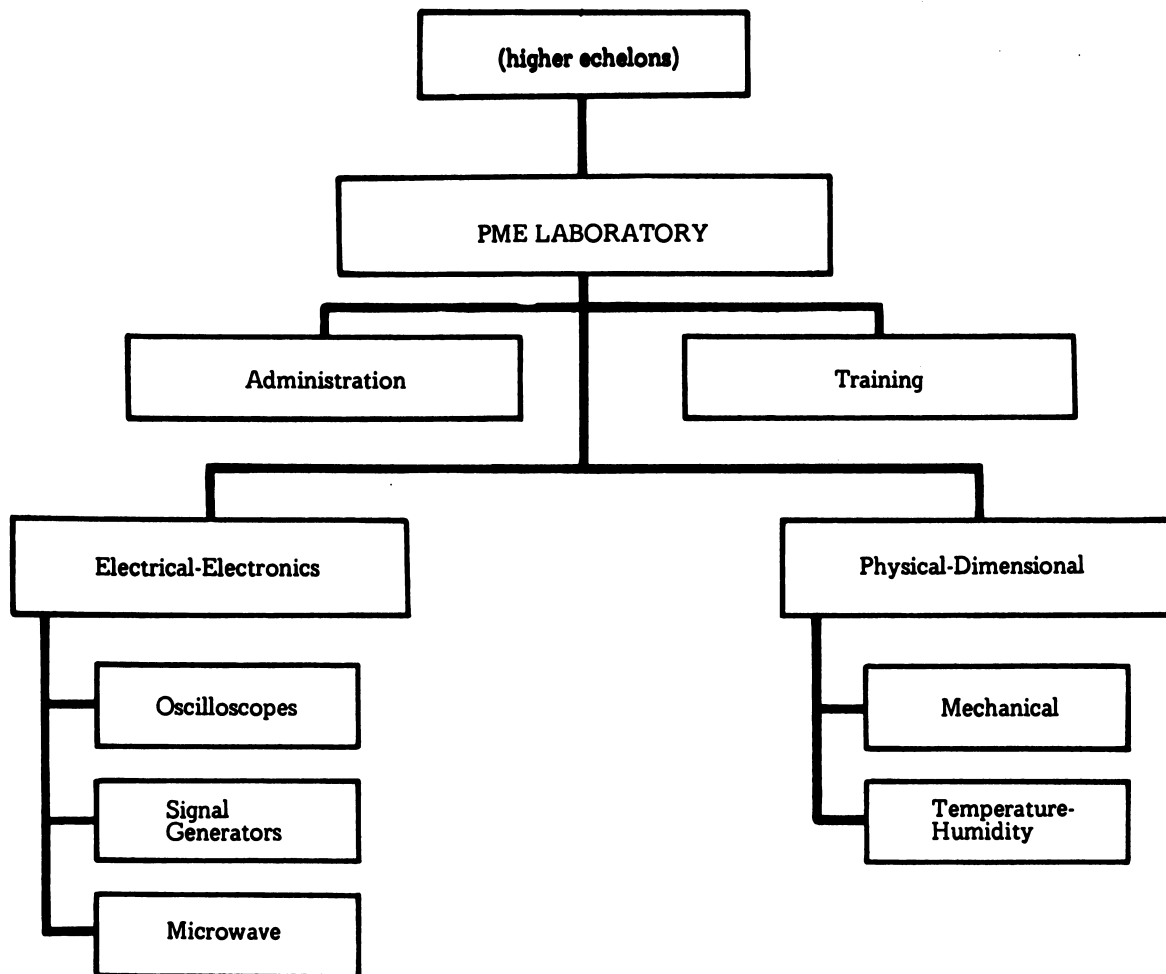 (higher echelons)
PME LABORATORY
Administration
Training
Electrical-Electronics
Physical-Dimensional
Oscilloscopes
Mechanical
Signal
Generators
Temperature-
Humidity
Microwave